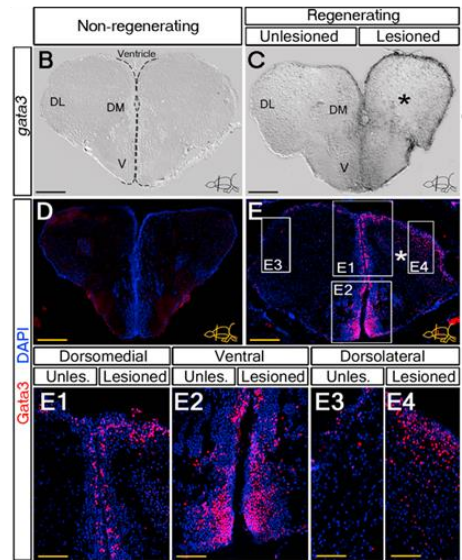 Non-regenerating
Regenerating
Unlesioned
Lesioned
gata3
B
Ventricle
DL
DM
V
C
DL
DM
*
V
Gata3 DAPI
D
E
E3
E1
*
E4
E2
Dorsomedial
Ventral
Dorsolateral
Unles.
Lesioned
Unles.
Lesioned
Unles.
Lesioned
E1
E2
E3
E4